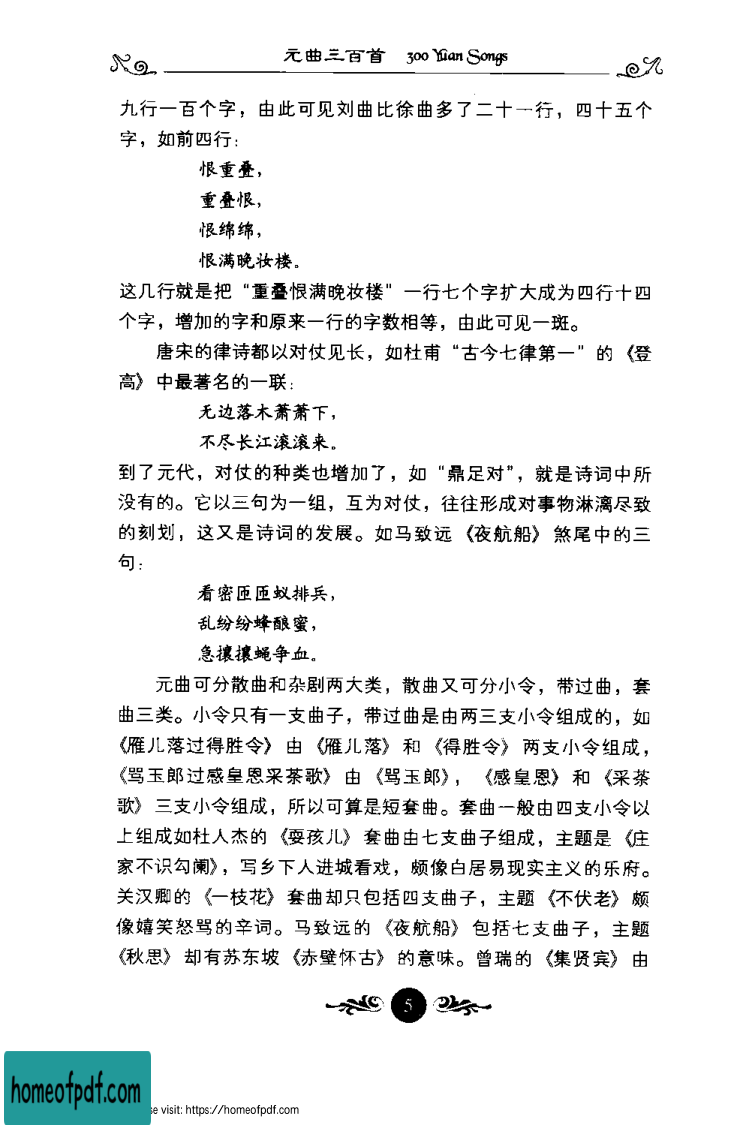 元曲三百首 300 Yuan Songs
九行一百个字，由此可见刘曲比徐曲多了二十一行，四十五个
字，如前四行：
恨重叠，
重叠恨，
恨绵绵，
恨满晚妆楼。
这几行就是把“重叠恨满晚妆楼”一行七个字扩大成为四行十四
个字，增加的字和原来一行的字数相等，由此可见一斑。
唐宋的律诗都以对仗见长，如杜甫“古今七律第一”的《登
高》中最著名的一联：
无边落木萧萧下，
不尽长江滚滚来。
到了元代，对仗的种类也增加了，如“鼎足对”，就是诗词中所
没有的。它以三句为一组，互为对仗，往往形成对事物淋漓尽致
的刻划，这又是诗词的发展。如马致远《夜航船》煞尾中的三
句：
看密匝匝蚁排兵，
乱纷纷蜂酿蜜，
急攘攘蝇争血。
元曲可分散曲和杂剧两大类，散曲又可分小令，带过曲，套
曲三类。小令只有一支曲子，带过曲是由两三支小令组成的，如
《雁儿落过得胜令》由《雁儿落》和《得胜令》两支小令组成，
《骂玉郎过感皇恩采茶歌》由《骂玉郎》，《感皇恩》和《采茶
歌》三支小令组成，所以可算是短套曲。套曲一般由四支小令以
上组成如杜人杰的《耍孩儿》套曲由七支曲子组成，主题是《庄
家不识勾阑》，写乡下人进城看戏，颇像白居易现实主义的乐府。
关汉卿的《一枝花》套曲却只包括四支曲子，主题《不伏老》颇
像嬉笑怒骂的辛词。马致远的《夜航船》包括七支曲子，主题
《秋思》却有苏东坡《赤壁怀古》的意味。曾瑞的《集贤宾》由
5
homeofpdf.com
se visit: https://homeofpdf.com